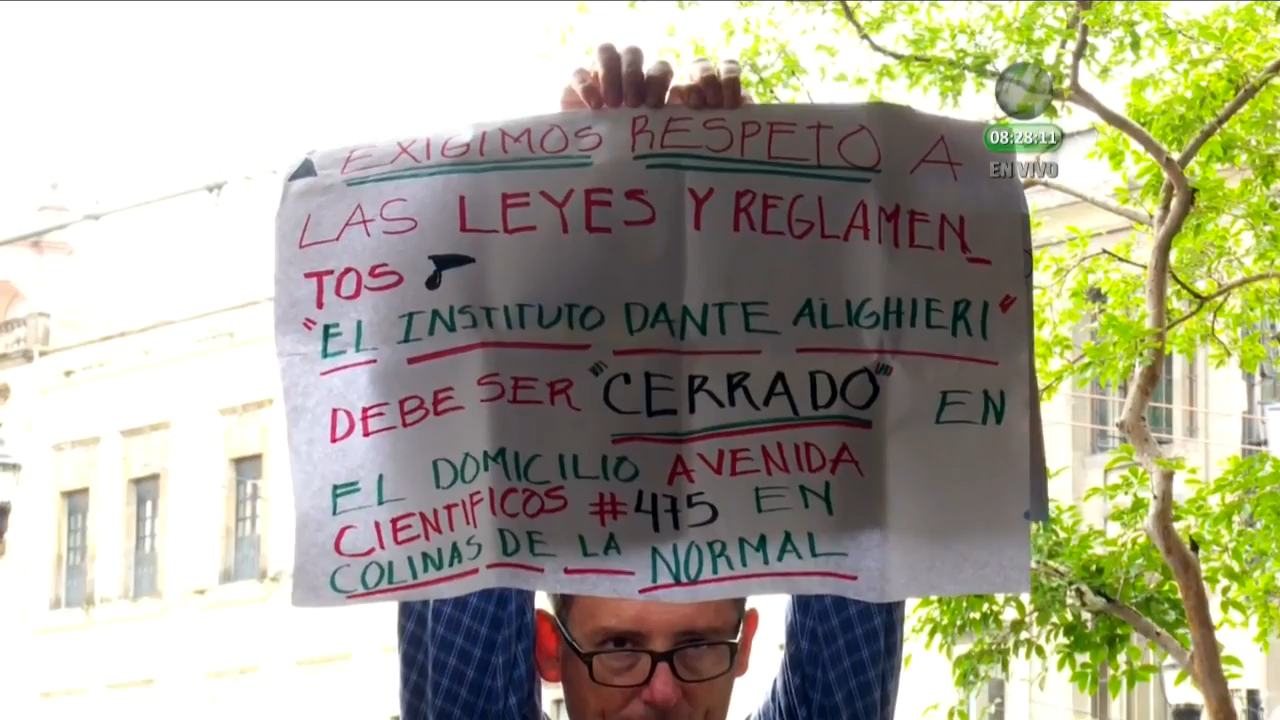 EXIGIMOS RESPETO A
LAS LEYES Y REGLAMEN_
TOS
"EL INSTITUTO DANTE ALIGHIERI"
DEBE SER "CERRADO" EN
EL DOMICILIO AVENIDA
CIENTIFICOS #475 EN
COLINAS DE LA NORMAL
08:28:11
EN VIVO